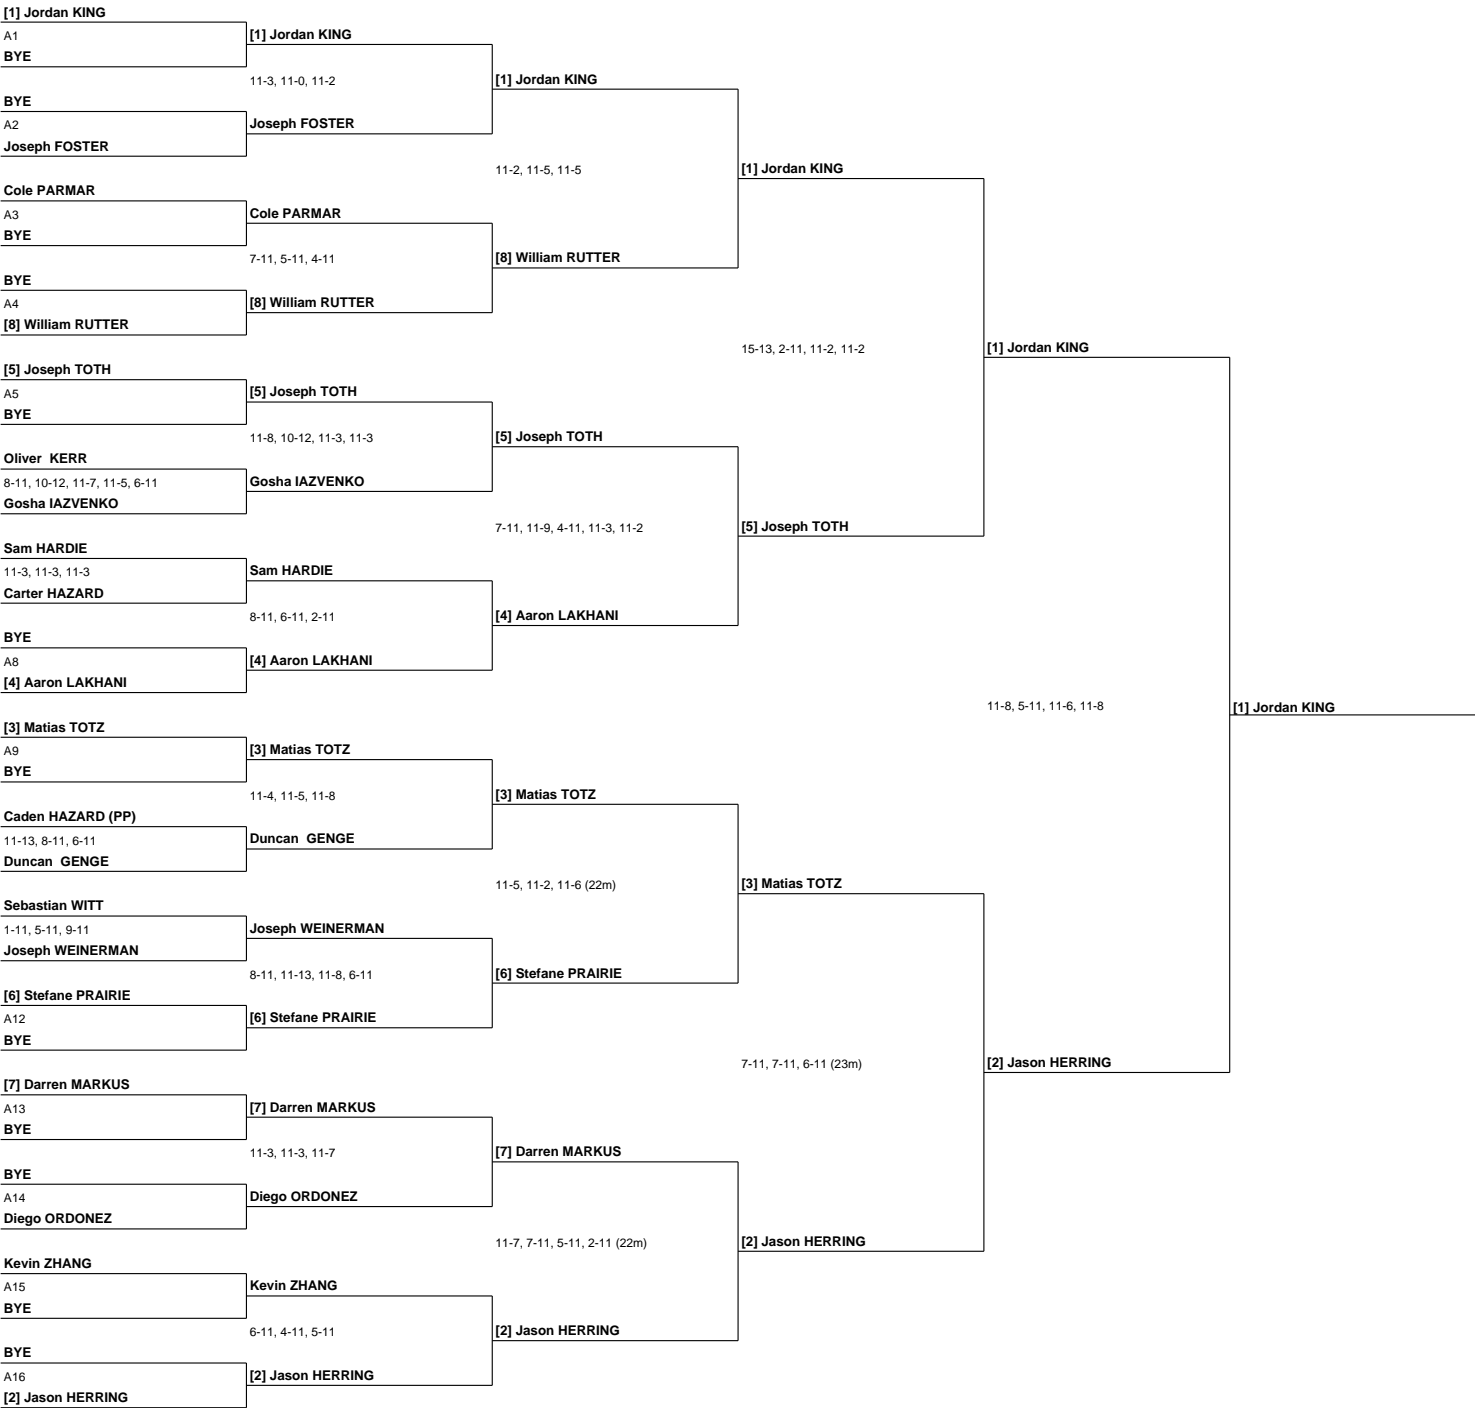 [1] Jordan KING
A1
BYE
BYE
A2
Joseph FOSTER
Cole PARMAR
A3
BYE
BYE
A4
[8] William RUTTER
[5] Joseph TOTH
A5
BYE
Oliver  KERR
8-11, 10-12, 11-7, 11-5, 6-11
Gosha IAZVENKO
Sam HARDIE
11-3, 11-3, 11-3
Carter HAZARD
BYE
A8
[4] Aaron LAKHANI
[3] Matias TOTZ
A9
BYE
Caden HAZARD (PP)
11-13, 8-11, 6-11
Duncan  GENGE
Sebastian WITT
1-11, 5-11, 9-11
Joseph WEINERMAN
[6] Stefane PRAIRIE
A12
BYE
[7] Darren MARKUS
A13
BYE
BYE
A14
Diego ORDONEZ
Kevin ZHANG
A15
BYE
BYE
A16
[2] Jason HERRING
[1] Jordan KING
11-3, 11-0, 11-2
Joseph FOSTER
Cole PARMAR
7-11, 5-11, 4-11
[8] William RUTTER
[5] Joseph TOTH
11-8, 10-12, 11-3, 11-3
Gosha IAZVENKO
Sam HARDIE
8-11, 6-11, 2-11
[4] Aaron LAKHANI
[3] Matias TOTZ
11-4, 11-5, 11-8
Duncan  GENGE
Joseph WEINERMAN
8-11, 11-13, 11-8, 6-11
[6] Stefane PRAIRIE
[7] Darren MARKUS
11-3, 11-3, 11-7
Diego ORDONEZ
Kevin ZHANG
6-11, 4-11, 5-11
[2] Jason HERRING
[1] Jordan KING
11-2, 11-5, 11-5
[8] William RUTTER
[5] Joseph TOTH
7-11, 11-9, 4-11, 11-3, 11-2
[4] Aaron LAKHANI
[3] Matias TOTZ
11-5, 11-2, 11-6 (22m)
[6] Stefane PRAIRIE
[7] Darren MARKUS
11-7, 7-11, 5-11, 2-11 (22m)
[2] Jason HERRING
[1] Jordan KING
15-13, 2-11, 11-2, 11-2
[5] Joseph TOTH
[3] Matias TOTZ
7-11, 7-11, 6-11 (23m)
[2] Jason HERRING
[1] Jordan KING
11-8, 5-11, 11-6, 11-8
[2] Jason HERRING
[1] Jordan KING